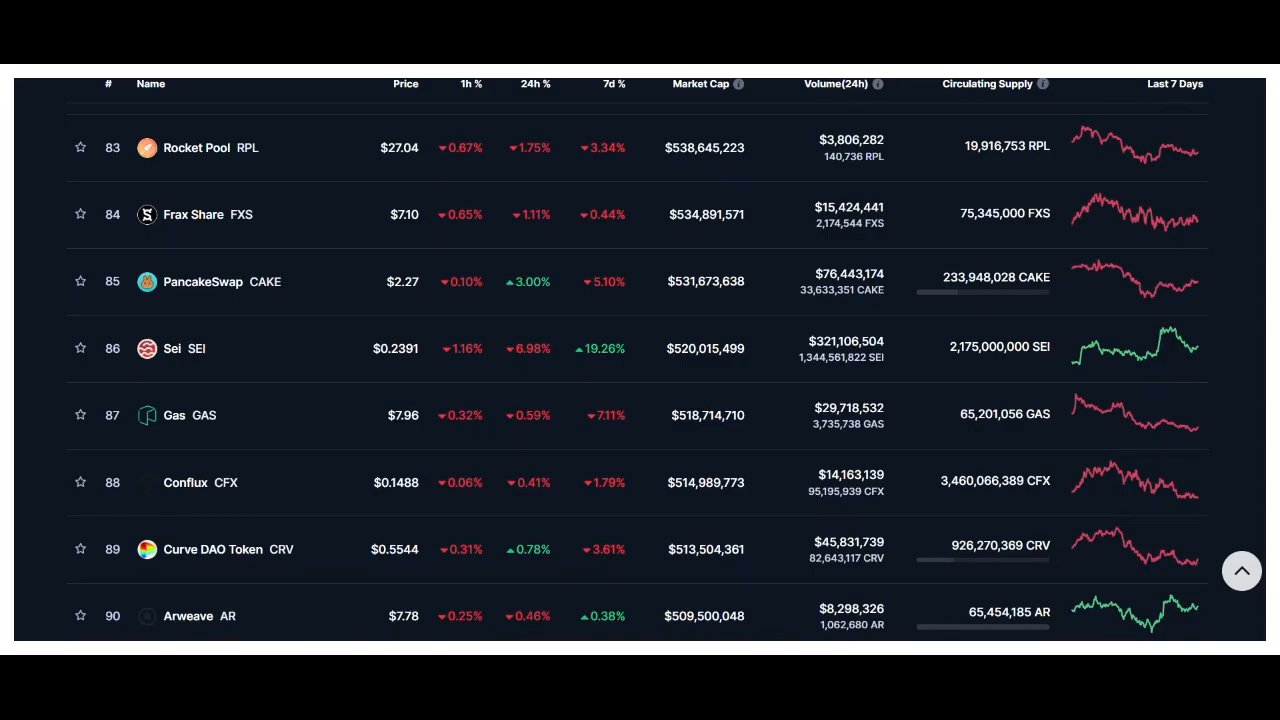 # Name Price 1h % 24h % 7d % Market Cap Volume(24h) Circulating Supply Last 7 Days
83 Rocket Pool RPL $27.04 0.67% 1.75% 3.34% $538,645,223 $3,806,282 19,916,753 RPL
140,736 RPL
84 Frax Share FXS $7.10 0.65% 1.11% 0.44% $534,891,571 $15,424,441 75,345,000 FXS
2,174,544 FXS
85 PancakeSwap CAKE $2.27 0.10% 3.00% 5.10% $531,673,638 $76,443,174 233,948,028 CAKE
33,633,351 CAKE
86 Sei SEI $0.2391 1.16% 6.98% 19.26% $520,015,499 $321,106,504 2,175,000,000 SEI
1,344,561,822 SEI
87 Gas GAS $7.96 0.32% 0.59% 7.11% $518,714,710 $29,718,532 65,201,056 GAS
3,735,738 GAS
88 Conflux CFX $0.1488 0.06% 0.41% 1.79% $514,989,773 $14,163,139 3,460,066,389 CFX
95,195,939 CFX
89 Curve DAO Token CRV $0.5544 0.31% 0.78% 3.61% $513,504,361 $45,831,739 926,270,369 CRV
82,643,117 CRV
90 Arweave AR $7.78 0.25% 0.46% 0.38% $509,500,048 $8,298,326 65,454,185 AR
1,062,680 AR